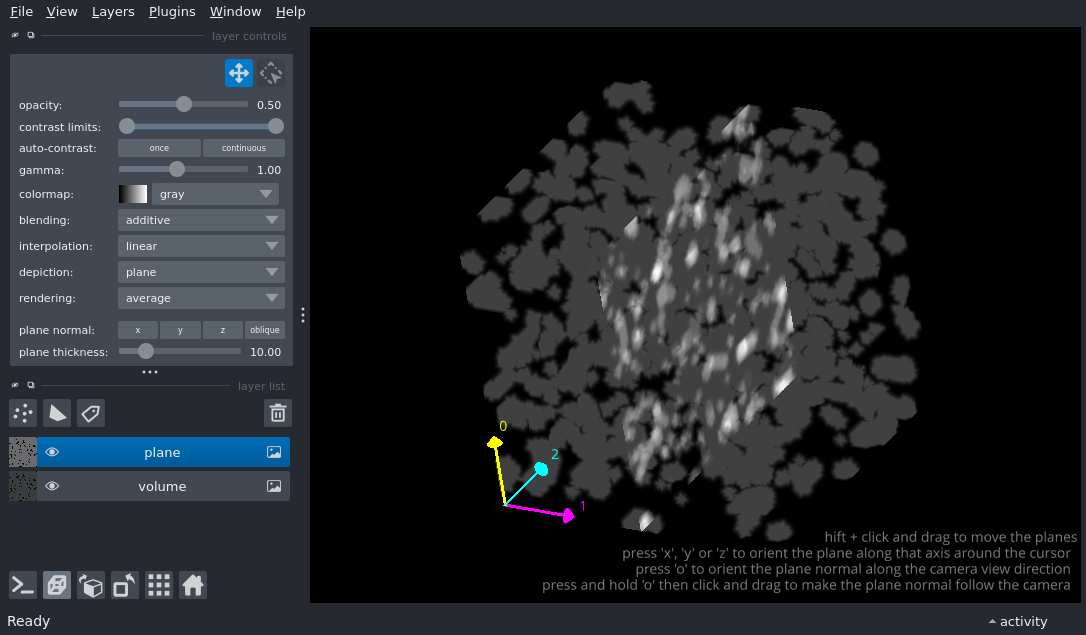 File View Layers Plugins Window Help
layer controls
opacity: 0.50
contrast limits:
auto-contrast: once continuous
gamma: 1.00
colormap: gray
blending: additive
interpolation: linear
depiction: plane
rendering: average
plane normal: x y z oblique
plane thickness: 10.00
layer list
plane
volume
0
2
1
hift + click and drag to move the planes
press 'x', 'y' or 'z' to orient the plane along that axis around the cursor
press 'o' to orient the plane normal along the camera view direction
press and hold 'o' then click and drag to make the plane normal follow the camera
Ready
activity